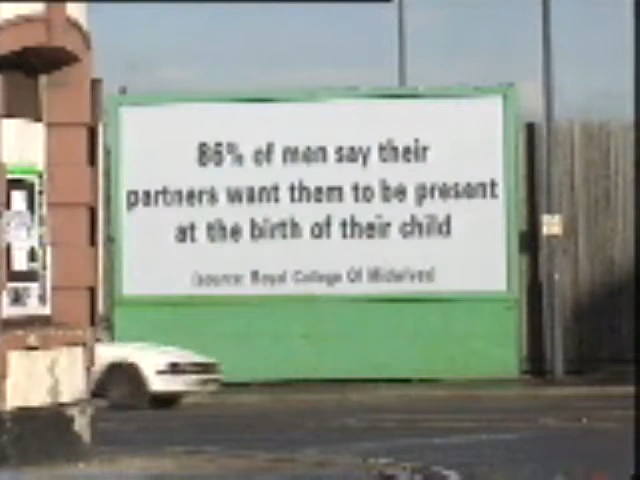 86% of men say their
partners want them to be present
at the birth of their child
(source: Royal College Of Midwives)